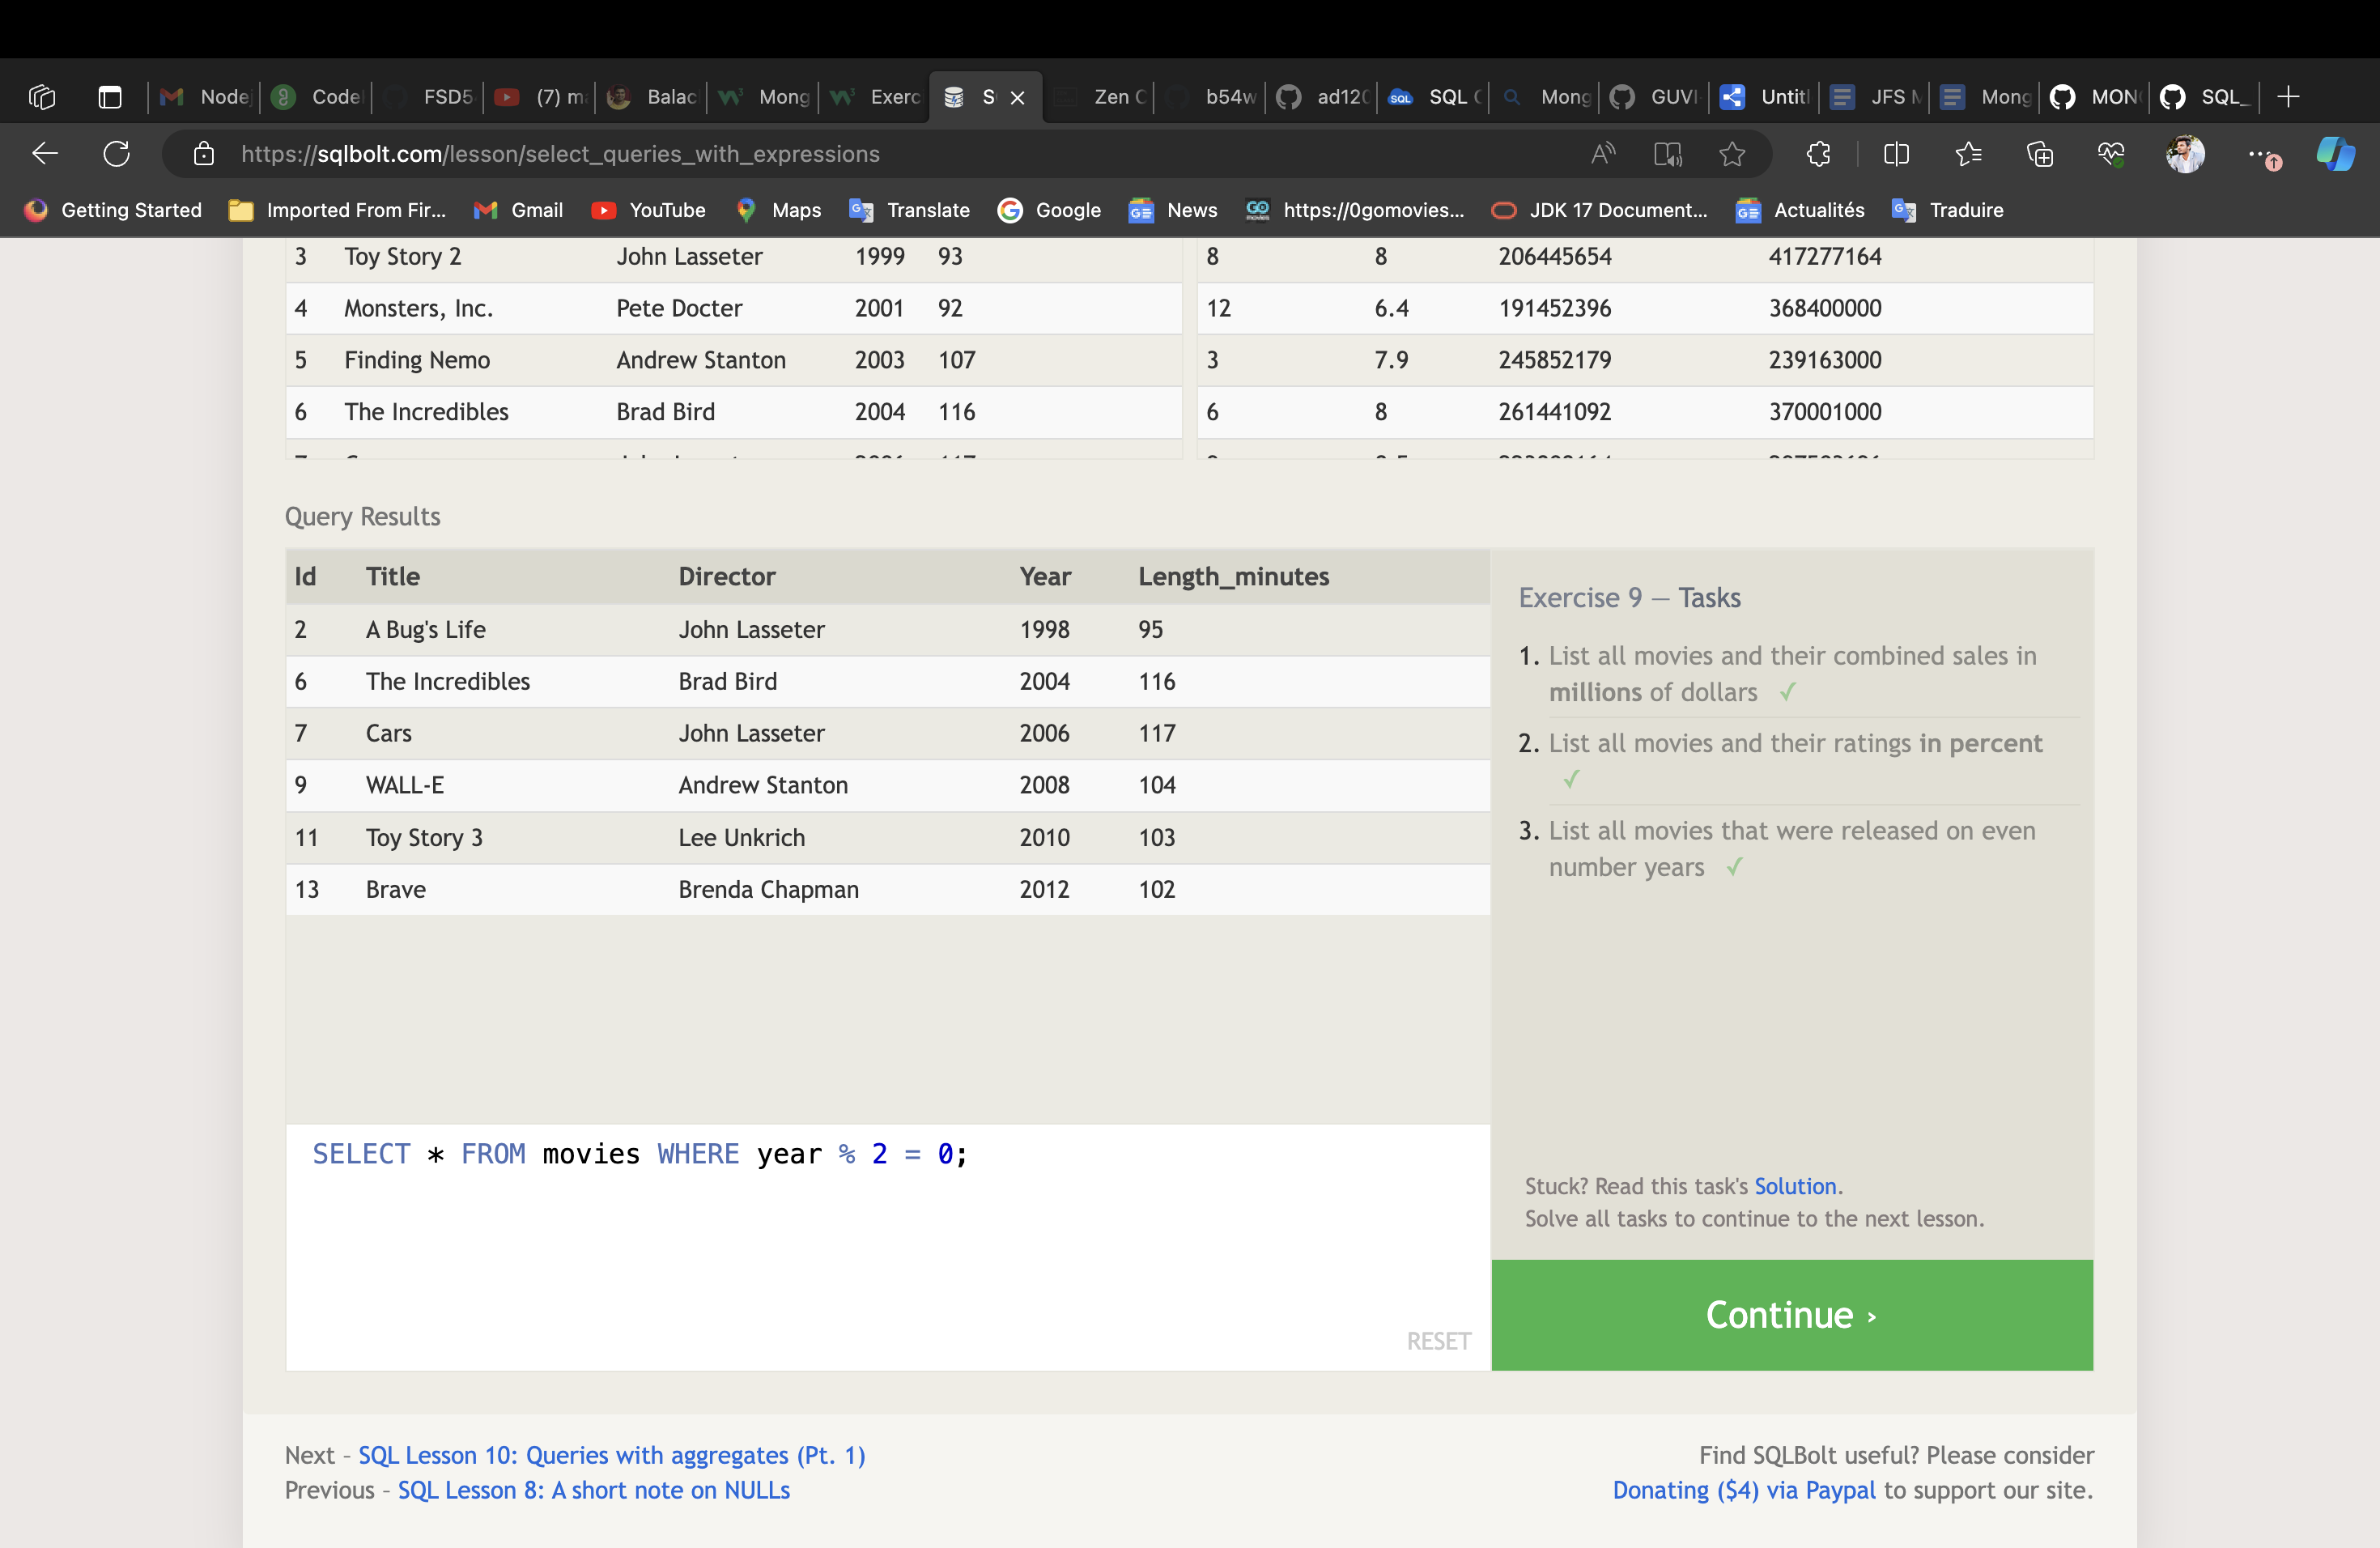 Node
Code
FSD5
(7) m
Balac
Mong
Exerc
S
Zen C
b54w
ad120
SQL
Mong
GUVI
Untitl
JFS M
Mong
MON
SQL_
https://sqlbolt.com/lesson/select_queries_with_expressions
Getting Started Imported From Fir... Gmail YouTube Maps Translate Google News https://0gomovies... JDK 17 Document... Actualités Traduire
3 Toy Story 2 John Lasseter 1999 93 8 8 206445654 417277164
4 Monsters, Inc. Pete Docter 2001 92 12 6.4 191452396 368400000
5 Finding Nemo Andrew Stanton 2003 107 3 7.9 245852179 239163000
6 The Incredibles Brad Bird 2004 116 6 8 261441092 370001000
Query Results
Id Title Director Year Length_minutes
2 A Bug's Life John Lasseter 1998 95
6 The Incredibles Brad Bird 2004 116
7 Cars John Lasseter 2006 117
9 WALL-E Andrew Stanton 2008 104
11 Toy Story 3 Lee Unkrich 2010 103
13 Brave Brenda Chapman 2012 102
Exercise 9 — Tasks
1. List all movies and their combined sales in
millions of dollars ✓
2. List all movies and their ratings in percent
✓
3. List all movies that were released on even
number years ✓
SELECT * FROM movies WHERE year % 2 = 0;
RESET
Stuck? Read this task's Solution.
Solve all tasks to continue to the next lesson.
Continue ›
Next – SQL Lesson 10: Queries with aggregates (Pt. 1)
Previous – SQL Lesson 8: A short note on NULLs
Find SQLBolt useful? Please consider
Donating ($4) via Paypal to support our site.